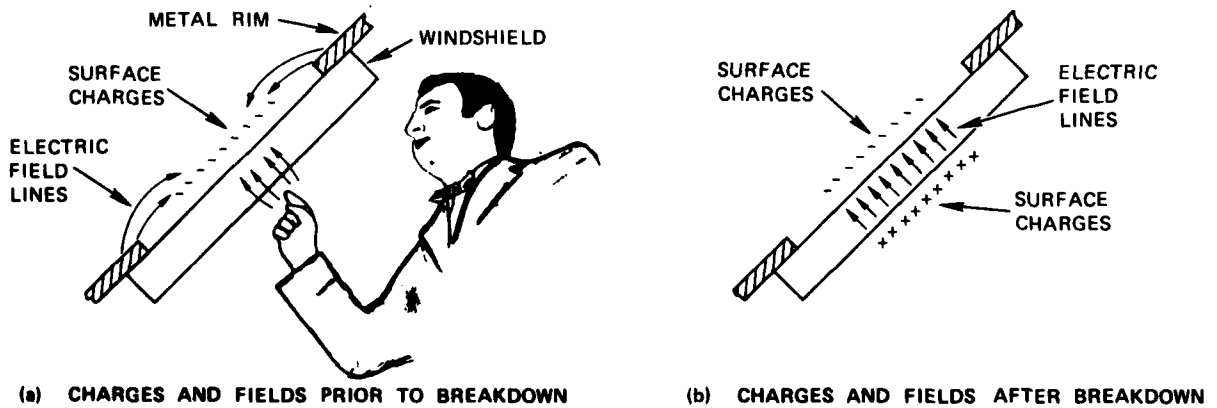 METAL RIM
WINDSHIELD
SURFACE
CHARGES
ELECTRIC
FIELD
LINES
(a) CHARGES AND FIELDS PRIOR TO BREAKDOWN
SURFACE
CHARGES
ELECTRIC
FIELD
LINES
SURFACE
CHARGES
(b) CHARGES AND FIELDS AFTER BREAKDOWN